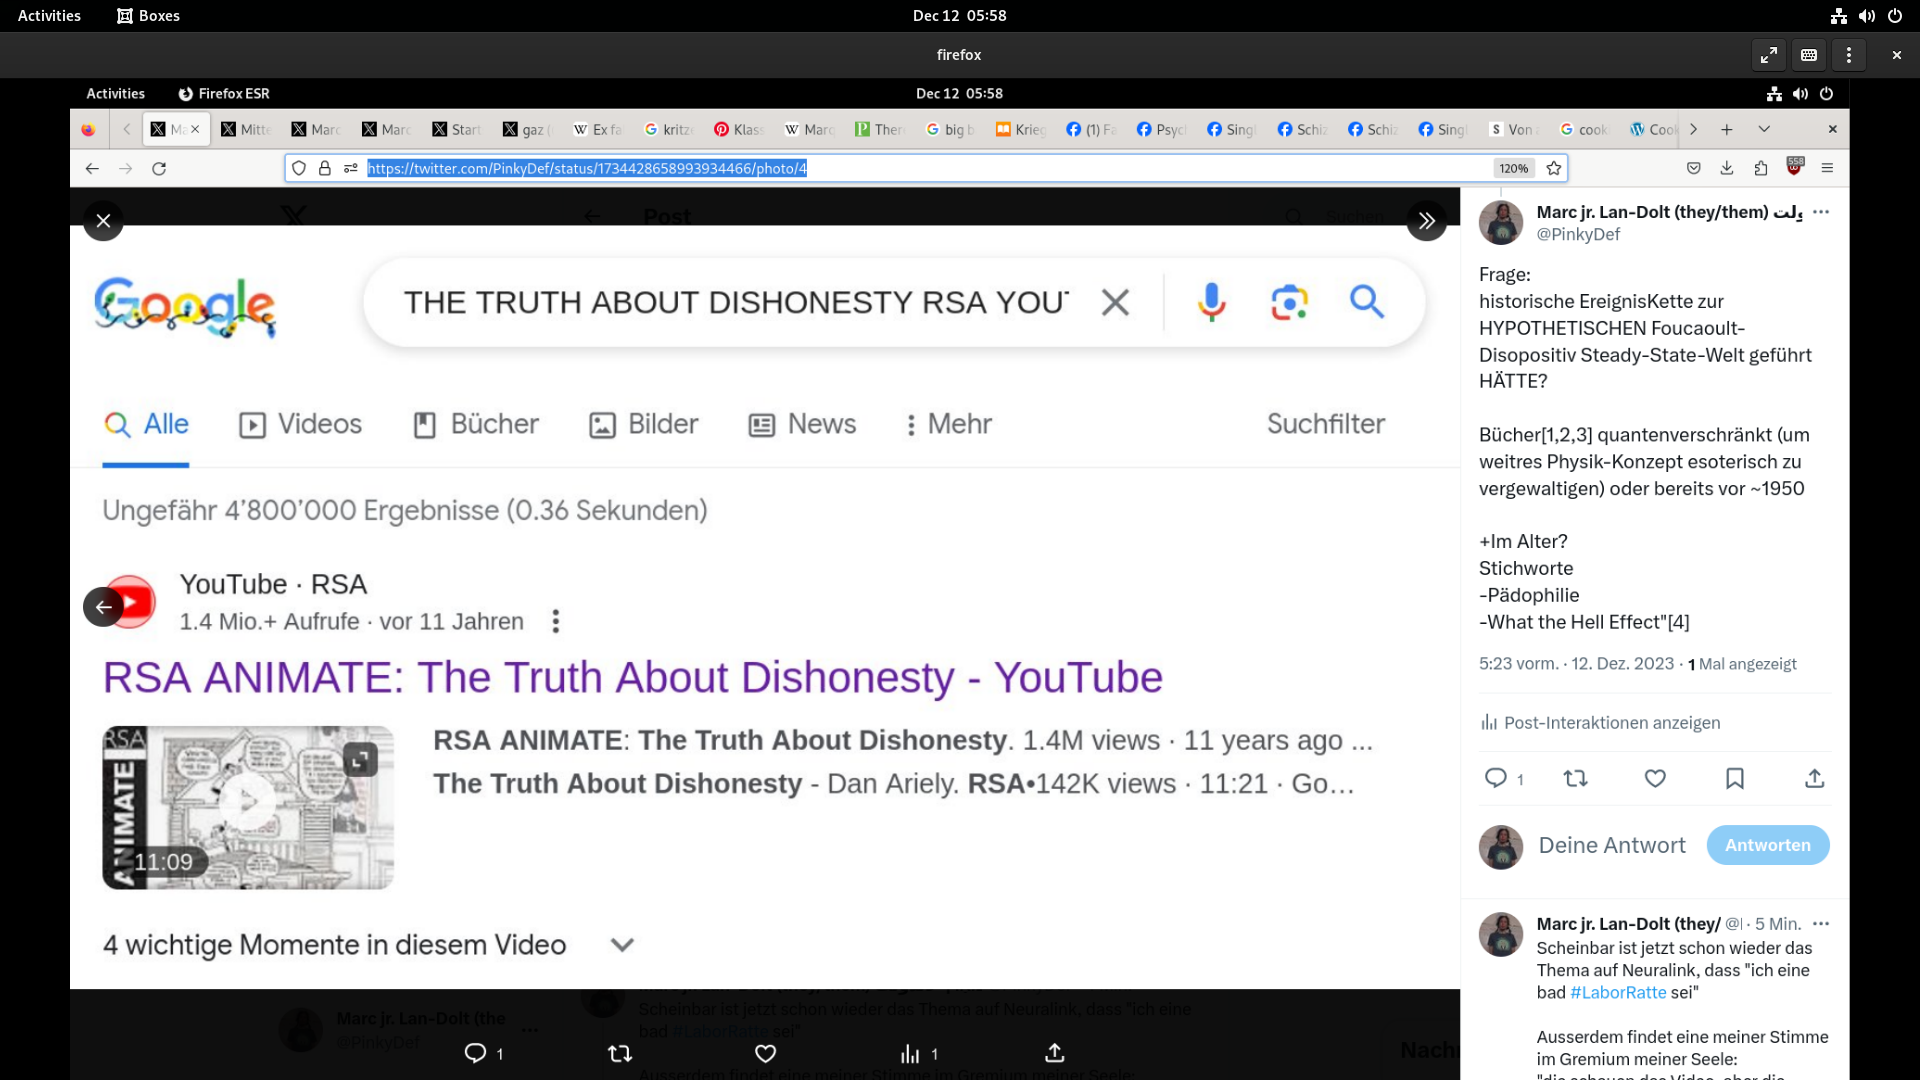 Activities
Boxes
Dec 12 05:58
firefox
Activities
Firefox ESR
Dec 12 05:58
Ma
Mitte
Marc
Marc
Start
gaz (
Ex fa
kritz
Klas
Marq
Ther
big b
Krieg
(1) Fa
Psyc
Singl
Schiz
Schiz
Singl
Von
cook
Cook
https://twitter.com/PinkyDef/status/1734428658993934466/photo/4
120%
558
Post
Suchen
Google
THE TRUTH ABOUT DISHONESTY RSA YOUT
Alle
Videos
Bücher
Bilder
News
Mehr
Suchfilter
Ungefähr 4’800’000 Ergebnisse (0.36 Sekunden)
YouTube · RSA
1.4 Mio.+ Aufrufe · vor 11 Jahren
RSA ANIMATE: The Truth About Dishonesty - YouTube
RSA
ANIMATE
11:09
RSA ANIMATE: The Truth About Dishonesty. 1.4M views · 11 years ago ...
The Truth About Dishonesty - Dan Ariely. RSA•142K views · 11:21 · Go…
4 wichtige Momente in diesem Video
Marc jr. Lan-Dolt (the
@PinkyDef
Scheinbar ist jetzt schon wieder das Thema auf Neuralink, dass "ich eine
bad #LaborRatte sei"
Ausserdem findet eine meiner Stimme im Gremium meiner Seele:
Nach
1
1
Marc jr. Lan-Dolt (they/them)
@PinkyDef
Frage:
historische EreignisKette zur
HYPOTHETISCHEN Foucaoult-
Disopositiv Steady-State-Welt geführt
HÄTTE?
Bücher[1,2,3] quantenverschränkt (um
weitres Physik-Konzept esoterisch zu
vergewaltigen) oder bereits vor ~1950
+Im Alter?
Stichworte
-Pädophilie
-What the Hell Effect"[4]
5:23 vorm. · 12. Dez. 2023 · 1 Mal angezeigt
Post-Interaktionen anzeigen
1
Deine Antwort
Antworten
Marc jr. Lan-Dolt (they/ @ · 5 Min.
Scheinbar ist jetzt schon wieder das
Thema auf Neuralink, dass "ich eine
bad #LaborRatte sei"
Ausserdem findet eine meiner Stimme
im Gremium meiner Seele:
"die schauen das Video, aber die